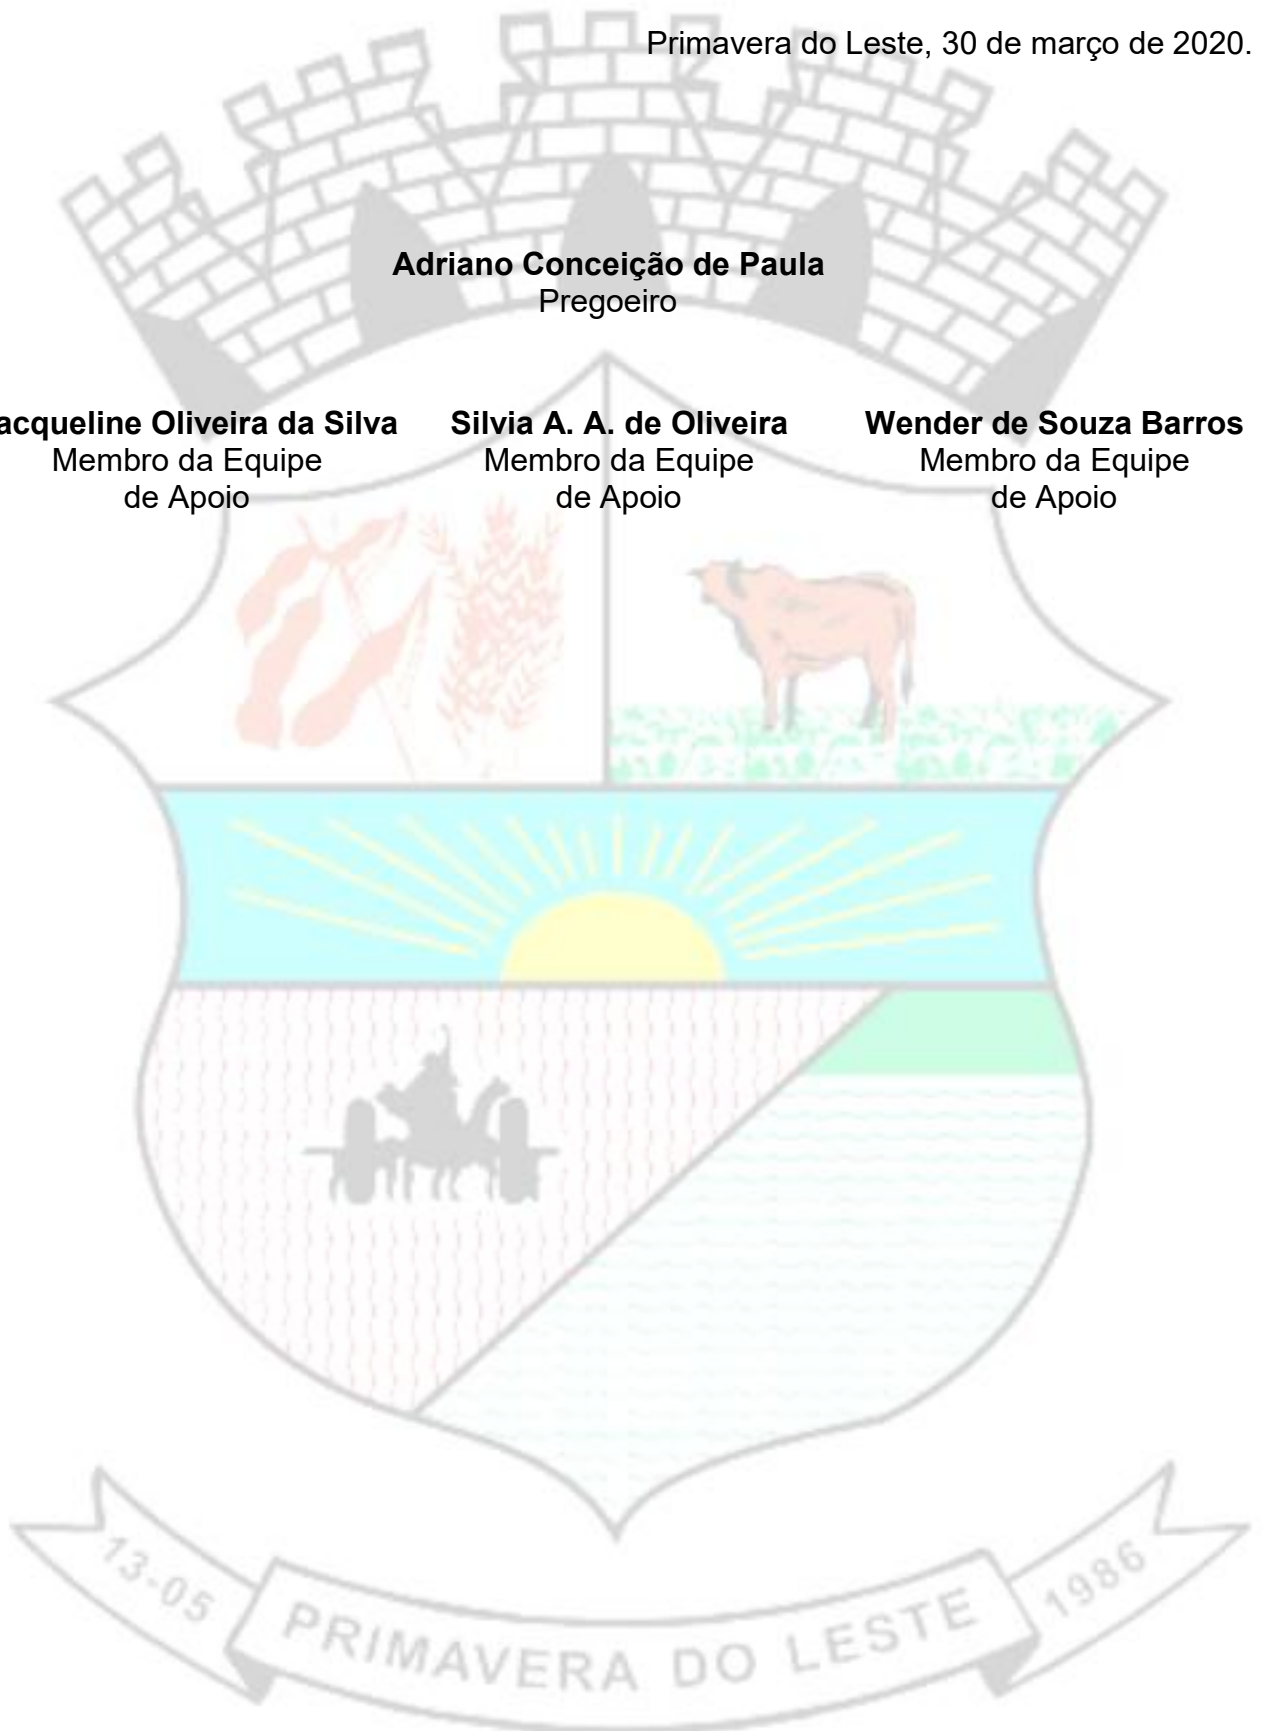 Primavera do Leste, 30 de março de 2020.
Adriano Conceição de Paula
Pregoeiro
acqueline Oliveira da Silva Silvia A. A. de Oliveira Wender de Souza Barros
Membro da Equipe Membro da Equipe Membro da Equipe
de Apoio de Apoio de Apoio
13-05 PRIMAVERA DO LESTE 1986